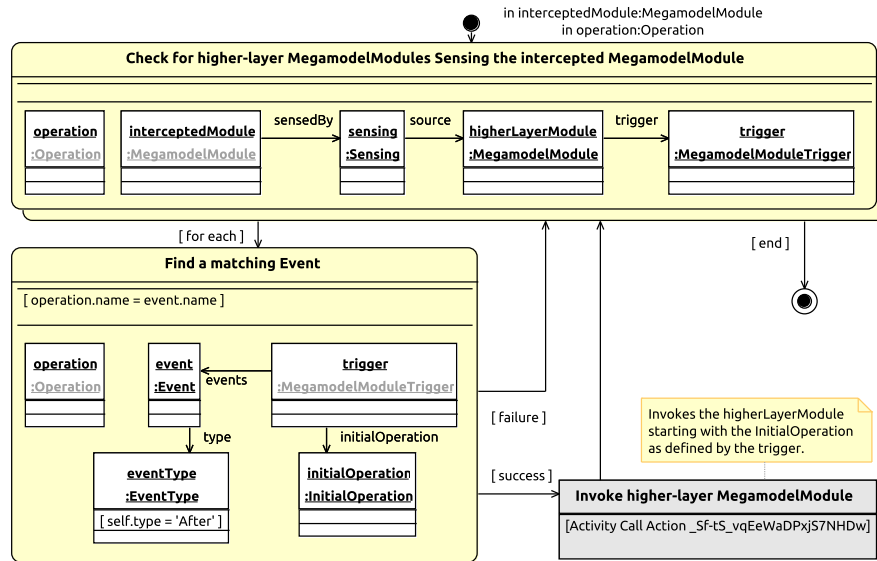 in interceptedModule:MegamodelModule
in operation:Operation
Check for higher-layer MegamodelModules Sensing the intercepted MegamodelModule
operation
:Operation
interceptedModule
:MegamodelModule
sensedBy
sensing
:Sensing
source
higherLayerModule
:MegamodelModule
trigger
trigger
:MegamodelModuleTrigger
[ for each ]
[ end ]
Find a matching Event
[ operation.name = event.name ]
operation
:Operation
event
:Event
events
trigger
:MegamodelModuleTrigger
type
initialOperation
eventType
:EventType
[ self.type = 'After' ]
initialOperation
:InitialOperation
[ failure ]
[ success ]
Invokes the higherLayerModule
starting with the InitialOperation
as defined by the trigger.
Invoke higher-layer MegamodelModule
[Activity Call Action _Sf-tS_vqEeWaDPxjS7NHDw]